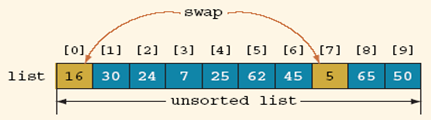 swap
[0] [1] [2] [3] [4] [5] [6] [7] [8] [9]
list 16 30 24 7 25 62 45 5 65 50
unsorted list